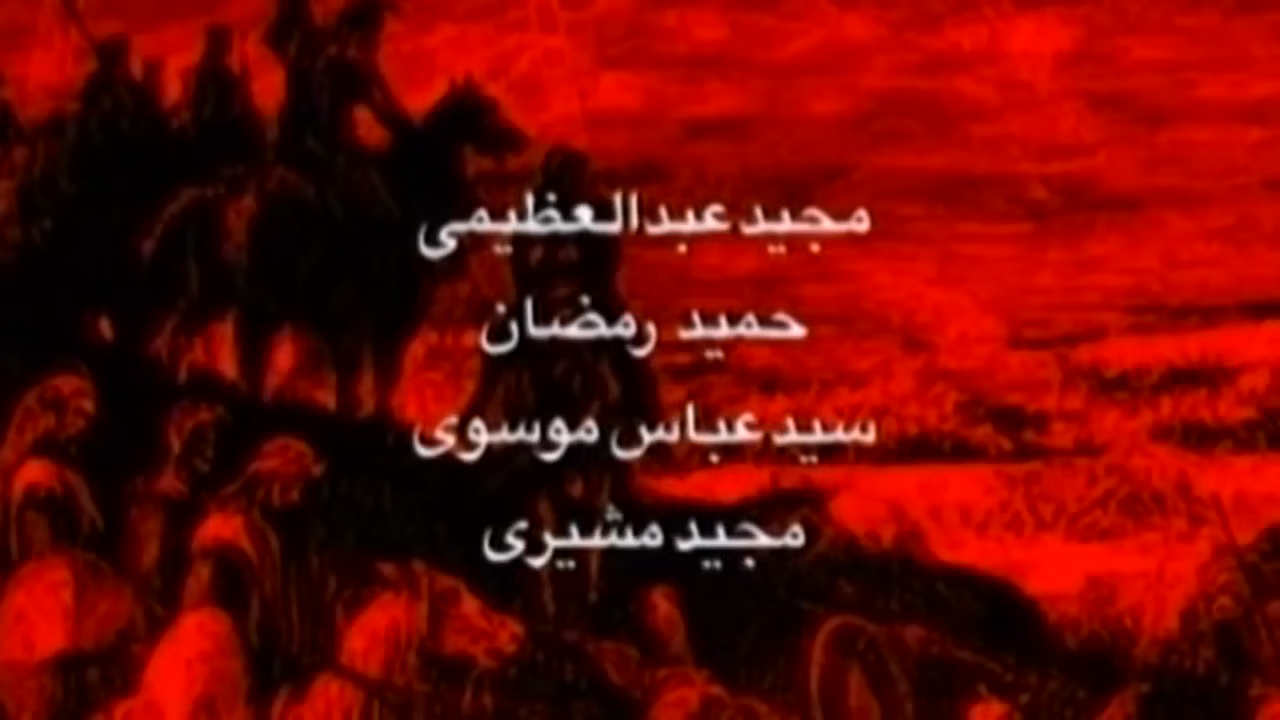 مجید عبدالعظیمی
حمید رمضان
سید عباس موسوی
مجید مشیری